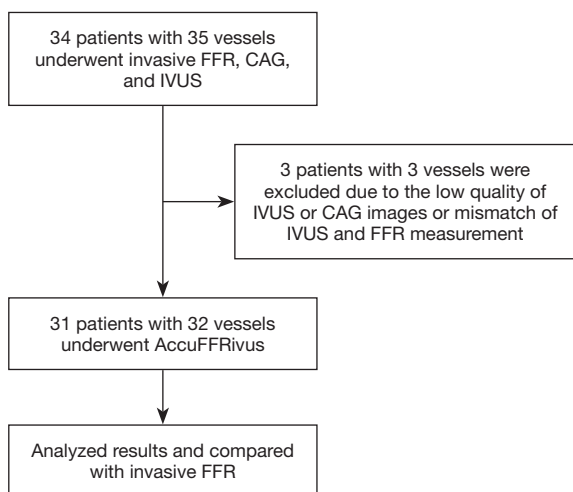 34 patients with 35 vessels
underwent invasive FFR, CAG,
and IVUS
3 patients with 3 vessels were
excluded due to the low quality of
IVUS or CAG images or mismatch of
IVUS and FFR measurement
31 patients with 32 vessels
underwent AccuFFRivus
Analyzed results and compared
with invasive FFR